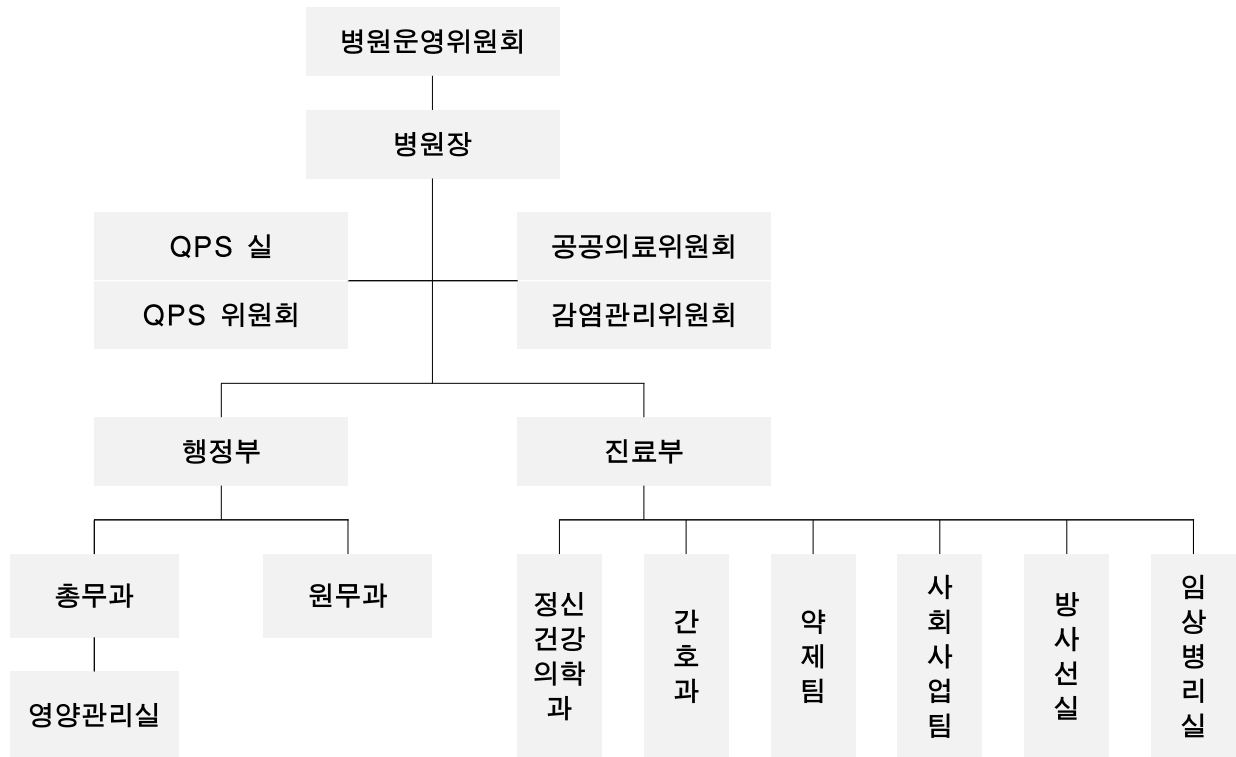 병원운영위원회
병원장
QPS 실
공공의료위원회
QPS 위원회
감염관리위원회
행정부
진료부
총무과
원무과
영양관리실
정신
건강
의학
과
간
호
과
약
제
팀
사
회
사
업
팀
방
사
선
실
임
상
병
리
실